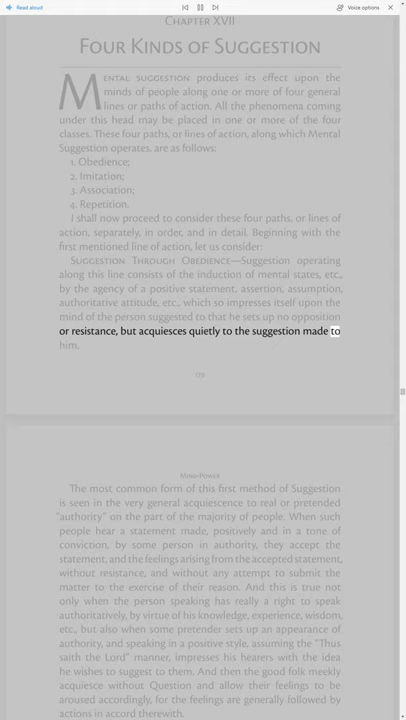 Read aloud
Voice options
CHAPTER XVII
FOUR KINDS OF SUGGESTION
MENTAL SUGGESTION produces its effect upon the
minds of people along one or more of four general
lines or paths of action. All the phenomena coming
under this head may be placed in one or more of the four
classes. These four paths, or lines of action, along which Mental
Suggestion operates, are as follows:
1. Obedience;
2. Imitation;
3. Association;
4. Repetition.
I shall now proceed to consider these four paths, or lines of
action, separately, in order, and in detail. Beginning with the
first mentioned line of action, let us consider:
SUGGESTION THROUGH OBEDIENCE—Suggestion operating
along this line consists of the induction of mental states, etc.,
by the agency of a positive statement, assertion, assumption,
authoritative attitude, etc., which so impresses itself upon the
mind of the person suggested to that he sets up no opposition
or resistance, but acquiesces quietly to the suggestion made to
him.
179
MIND-POWER
The most common form of this first method of Suggestion
is seen in the very general acquiescence to real or pretended
"authority" on the part of the majority of people. When such
people hear a statement made, positively and in a tone of
conviction, by some person in authority, they accept the
statement, and the feelings arising from the accepted statement,
without resistance, and without any attempt to submit the
matter to the exercise of their reason. And this is true not
only when the person speaking has really a right to speak
authoritatively, by virtue of his knowledge, experience, wisdom,
etc., but also when some pretender sets up an appearance of
authority, and speaking in a positive style, assuming the "Thus
saith the Lord" manner, impresses his hearers with the idea
he wishes to suggest to them. And then the good folk meekly
acquiesce without Question and allow their feelings to be
aroused accordingly, for the feelings are generally followed by
actions in accord therewith.